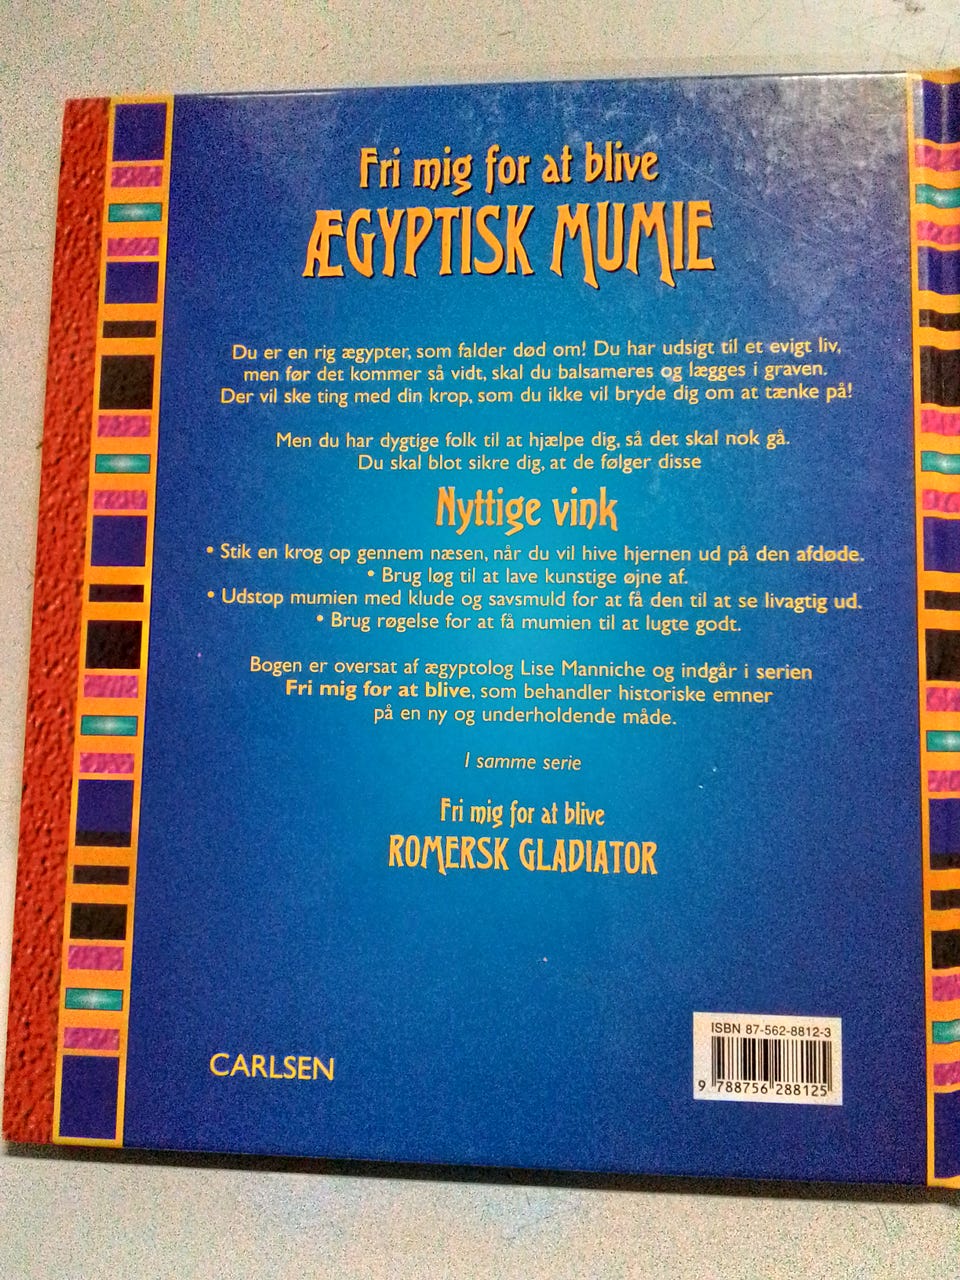 Fri mig for at blive
ÆGYPTISK MUMIE
Du er en rig ægypter, som falder død om! Du har udsigt til et evigt liv,
men før det kommer så vidt, skal du balsameres og lægges i graven.
Der vil ske ting med din krop, som du ikke vil bryde dig om at tænke på!
Men du har dygtige folk til at hjælpe dig, så det skal nok gå.
Du skal blot sikre dig, at de følger disse
Nyttige vink
• Stik en krog op gennem næsen, når du vil hive hjernen ud på den afdøde.
• Brug løg til at lave kunstige øjne af.
• Udstop mumien med klude og savsmuld for at få den til at se livagtig ud.
• Brug røgelse for at få mumien til at lugte godt.
Bogen er oversat af ægyptolog Lise Manniche og indgår i serien
Fri mig for at blive, som behandler historiske emner
på en ny og underholdende måde.
I samme serie
Fri mig for at blive
ROMERSK GLADIATOR
CARLSEN
ISBN 87-562-8812-3
9 788756 288125